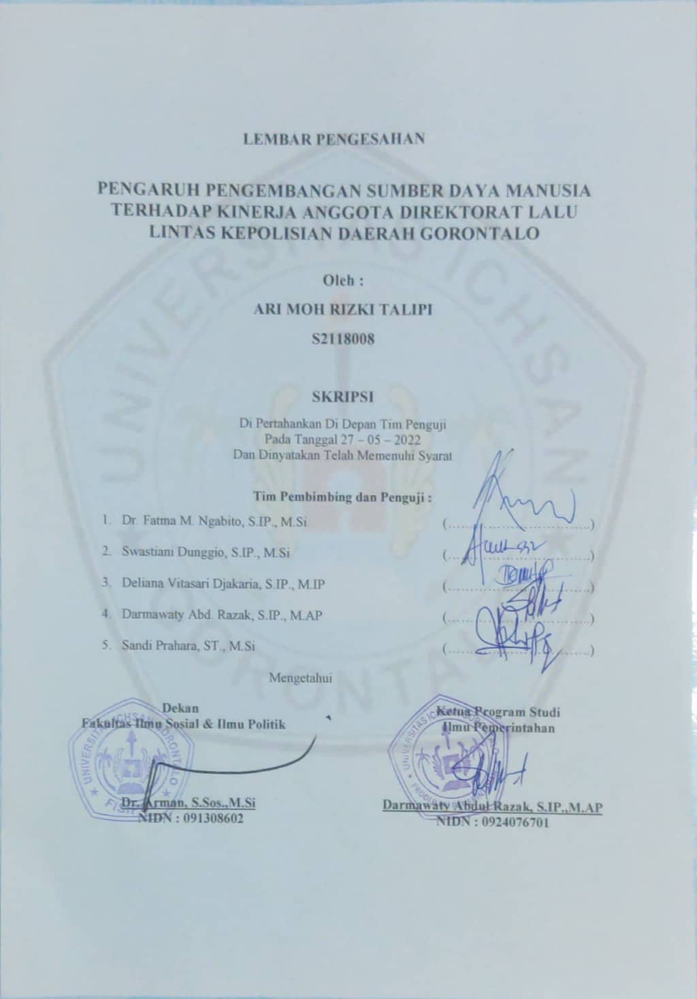 LEMBAR PENGESAHAN
PENGARUH PENGEMBANGAN SUMBER DAYA MANUSIA
TERHADAP KINERJA ANGGOTA DIREKTORAT LALU
LINTAS KEPOLISIAN DAERAH GORONTALO
Oleh :
ARI MOH RIZKI TALIPI
S2118008
SKRIPSI
Di Pertahankan Di Depan Tim Penguji
Pada Tanggal 27 – 05 – 2022
Dan Dinyatakan Telah Memenuhi Syarat
Tim Pembimbing dan Penguji :
1. Dr. Fatma M. Ngabito, S.IP., M.Si (....................................)
2. Swastiani Dunggio, S.IP., M.Si (....................................)
3. Deliana Vitasari Djakaria, S.IP., M.IP (....................................)
4. Darmawaty Abd. Razak, S.IP., M.AP (....................................)
5. Sandi Prahara, ST., M.Si (....................................)
Mengetahui
Dekan
Fakultas Ilmu Sosial & Ilmu Politik
Dr. Arman, S.Sos.,M.Si
NIDN : 091308602
Ketua Program Studi
Ilmu Pemerintahan
Darmawaty Abdul Razak, S.IP.,M.AP
NIDN : 0924076701
UNIVERSITAS ICHSAN
GORONTALO
UNIVERSITAS ICHSAN GORONTALO